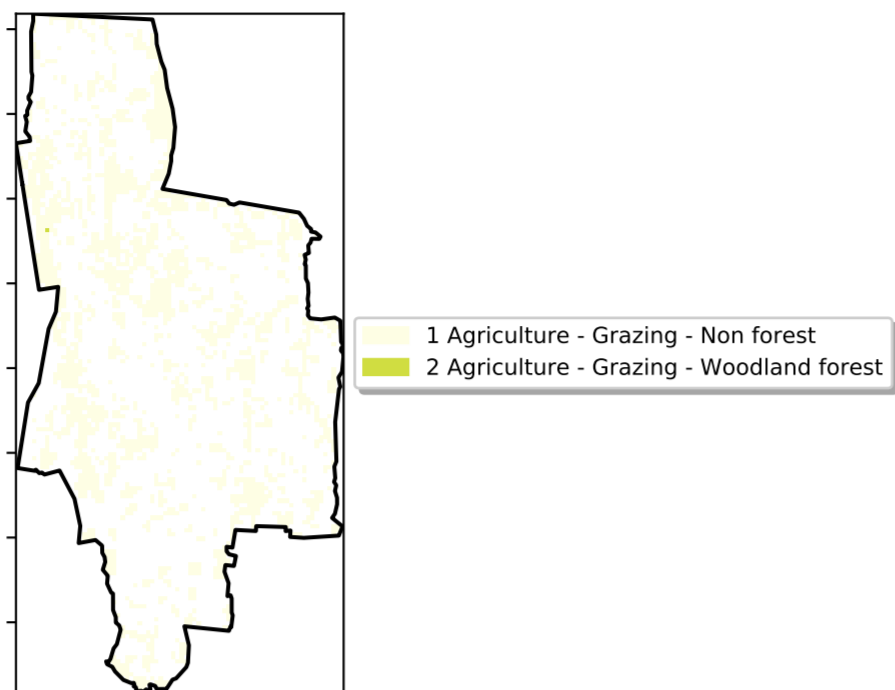 1 Agriculture - Grazing - Non forest
2 Agriculture - Grazing - Woodland forest